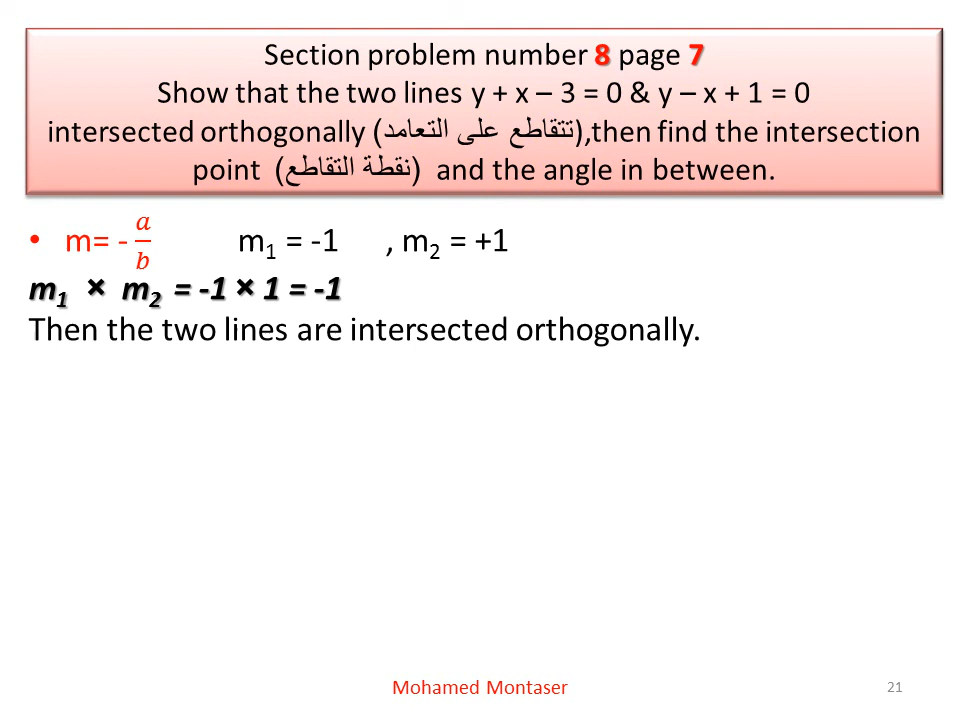 Section problem number 8 page 7
Show that the two lines y + x – 3 = 0 & y – x + 1 = 0
intersected orthogonally (تتقاطع على التعامد),then find the intersection
point (نقطة التقاطع) and the angle in between.
• m= - a/b m₁ = -1 , m₂ = +1
m₁ × m₂ = -1 × 1 = -1
Then the two lines are intersected orthogonally.
Mohamed Montaser
21